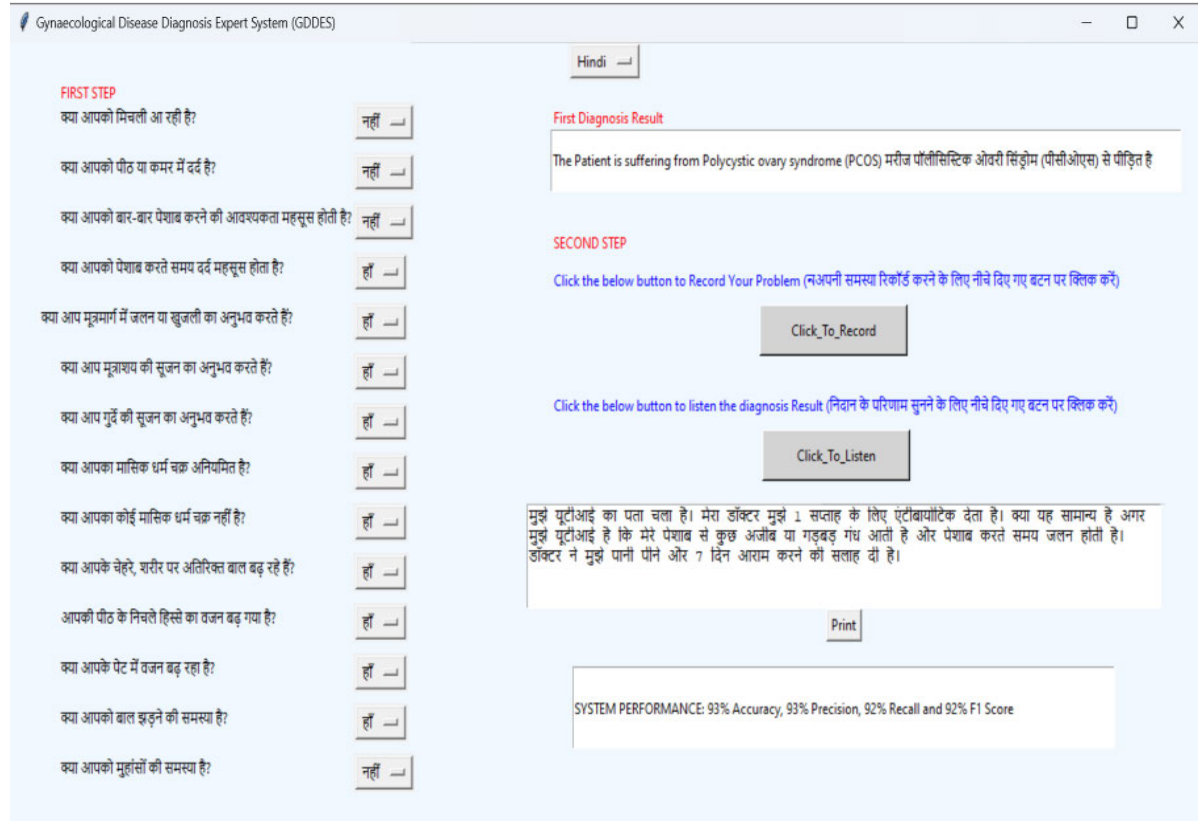 Gynaecological Disease Diagnosis Expert System (GDDES)
Hindi
FIRST STEP
क्या आपको मिचली आ रही है? नहीं
क्या आपको पीठ या कमर में दर्द है? नहीं
क्या आपको बार-बार पेशाब करने की आवश्यकता महसूस होती है? नहीं
क्या आपको पेशाब करते समय दर्द महसूस होता है? हाँ
क्या आप मूत्रमार्ग में जलन या खुजली का अनुभव करते हैं? हाँ
क्या आप मूत्राशय की सूजन का अनुभव करते हैं? हाँ
क्या आप गुर्दे की सूजन का अनुभव करते हैं? हाँ
क्या आपका मासिक धर्म चक्र अनियमित है? हाँ
क्या आपका कोई मासिक धर्म चक्र नहीं है? हाँ
क्या आपके चेहरे, शरीर पर अतिरिक्त बाल बढ़ रहे हैं? हाँ
आपकी पीठ के निचले हिस्से का वजन बढ़ गया है? हाँ
क्या आपके पेट में वजन बढ़ रहा है? हाँ
क्या आपको बाल झड़ने की समस्या है? हाँ
क्या आपको मुहांसों की समस्या है? नहीं
First Diagnosis Result
The Patient is suffering from Polycystic ovary syndrome (PCOS) मरीज पॉलीसिस्टिक ओवरी सिंड्रोम (पीसीओएस) से पीड़ित है
SECOND STEP
Click the below button to Record Your Problem (नअपनी समस्या रिकॉर्ड करने के लिए नीचे दिए गए बटन पर क्लिक करें)
Click_To_Record
Click the below button to listen the diagnosis Result (निदान के परिणाम सुनने के लिए नीचे दिए गए बटन पर क्लिक करें)
Click_To_Listen
मुझे यूटीआई का पता चला है। मेरा डॉक्टर मुझे 1 सप्ताह के लिए एंटीबायोटिक देता है। क्या यह सामान्य है अगर
मुझे यूटीआई है कि मेरे पेशाब से कुछ अजीब या गड़बड़ गंध आती है और पेशाब करते समय जलन होती है।
डॉक्टर ने मुझे पानी पीने और 7 दिन आराम करने की सलाह दी है।
Print
SYSTEM PERFORMANCE: 93% Accuracy, 93% Precision, 92% Recall and 92% F1 Score